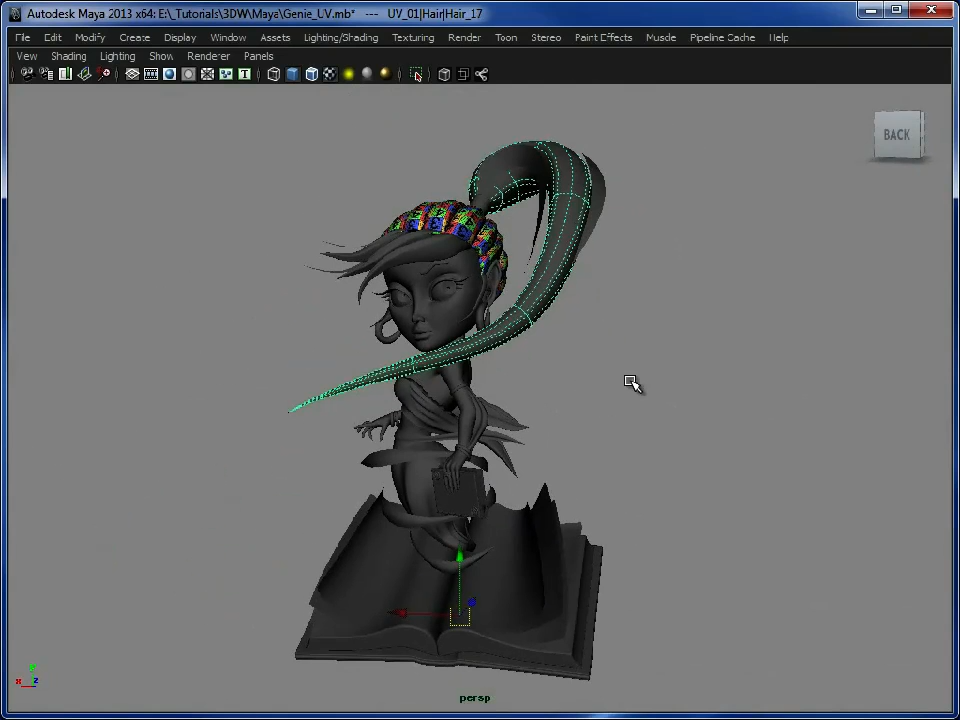 Autodesk Maya 2013 x64: E:\_Tutorials\3DW\Maya\Genie_UV.mb* --- UV_01|Hair|Hair_17
File Edit Modify Create Display Window Assets Lighting/Shading Texturing Render Toon Stereo Paint Effects Muscle Pipeline Cache Help
View Shading Lighting Show Renderer Panels
BACK
persp